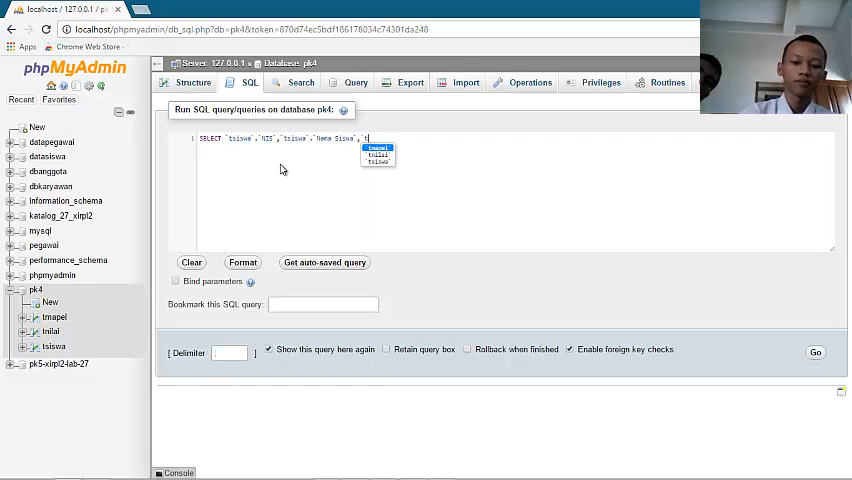 localhost / 127.0.0.1 / pk
localhost/phpmyadmin/db_sql.php?db=pk4&token=870d74ec5bdf186178034c74301da248
Apps
Chrome Web Store
phpMyAdmin
Recent Favorites
New
datapegawai
datasiswa
dbanggota
dbkaryawan
information_schema
katalog_27_xirpl2
mysql
pegawai
performance_schema
phpmyadmin
pk4
New
tmapel
tnilai
tsiswa
pk5-xirpl2-lab-27
Server: 127.0.0.1 » Database: pk4
Structure SQL Search Query Export Import Operations Privileges Routines
Run SQL query/queries on database pk4:
1 SELECT `tsiswa`.`NIS`,`tsiswa`.`Nama Siswa`,`t
`tmapel`
`tnilai`
`tsiswa`
Clear Format Get auto-saved query
Bind parameters
Bookmark this SQL query:
[ Delimiter ; ] Show this query here again Retain query box Rollback when finished Enable foreign key checks Go
Console